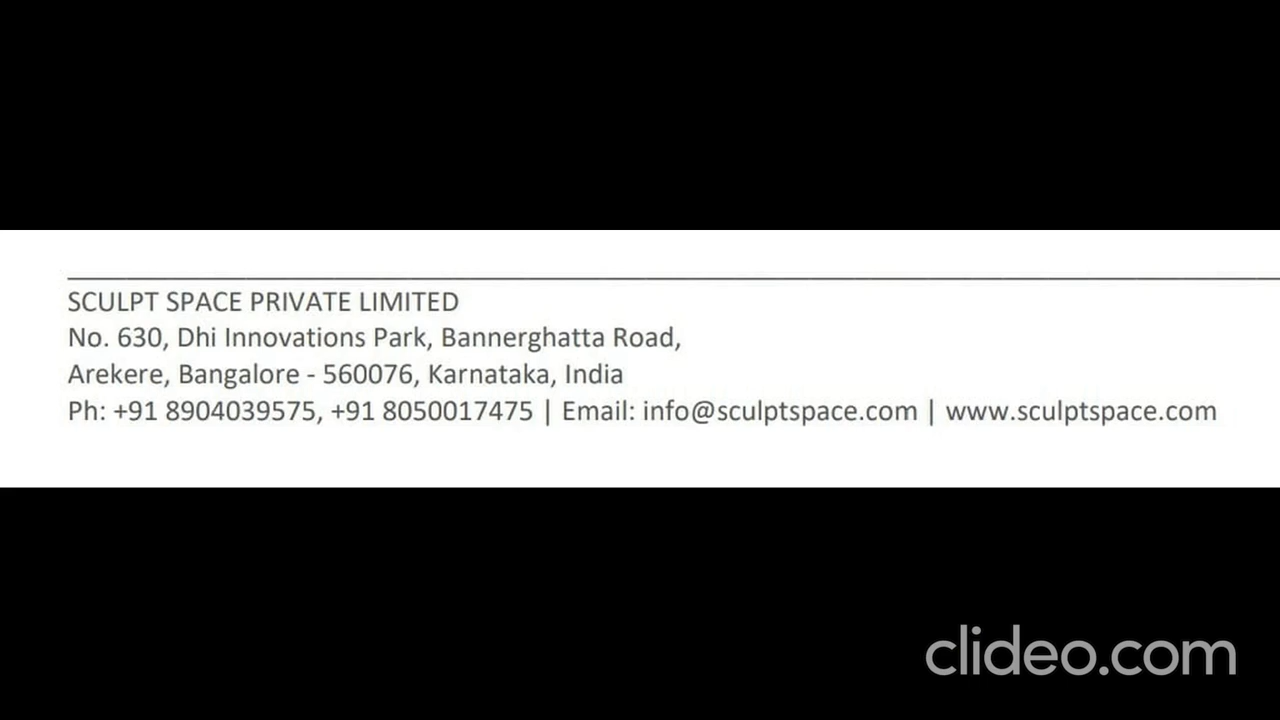 SCULPT SPACE PRIVATE LIMITED
No. 630, Dhi Innovations Park, Bannerghatta Road,
Arekere, Bangalore - 560076, Karnataka, India
Ph: +91 8904039575, +91 8050017475 | Email: info@sculptspace.com | www.sculptspace.com
clideo.com